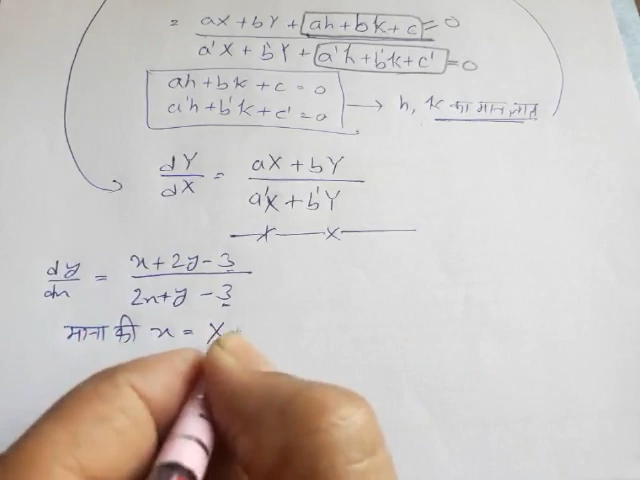 = aX + bY + ah + bk + c = 0
a'X + b'Y + a'h + b'k + c' = 0
ah + bk + c = 0
a'h + b'k + c' = 0 → h, k का मान ज्ञात
dY/dX = aX + bY / a'X + b'Y
dy/dx = x + 2y - 3 / 2x + y - 3
माना की x = X